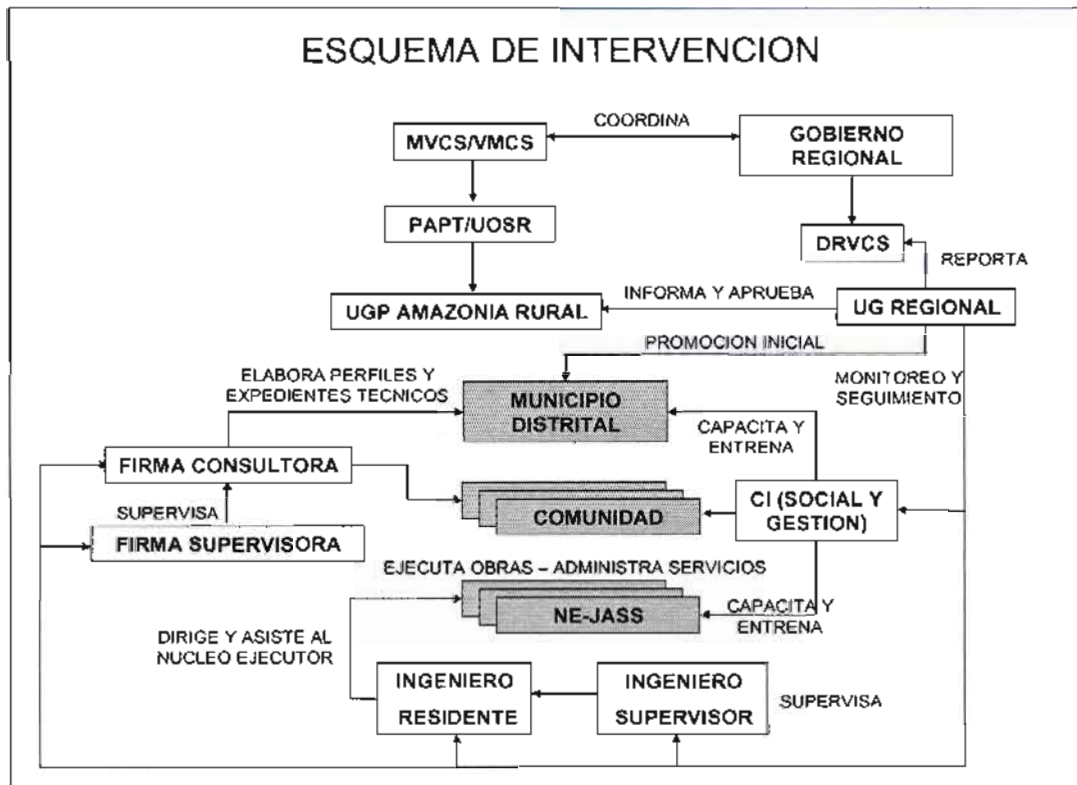 ESQUEMA DE INTERVENCION
COORDINA
MVCS/VMCS
GOBIERNO
REGIONAL
PAPT/UOSR
DRVCS
REPORTA
INFORMA Y APRUEBA
UGP AMAZONIA RURAL
UG REGIONAL
PROMOCION INICIAL
ELABORA PERFILES Y
EXPEDIENTES TECNICOS
MONITOREO Y
SEGUIMIENTO
MUNICIPIO
DISTRITAL
CAPACITA Y
ENTRENA
FIRMA CONSULTORA
SUPERVISA
FIRMA SUPERVISORA
COMUNIDAD
CI (SOCIAL Y
GESTION)
EJECUTA OBRAS – ADMINISTRA SERVICIOS
NE-JASS
CAPACITA Y
ENTRENA
DIRIGE Y ASISTE AL
NUCLEO EJECUTOR
INGENIERO
RESIDENTE
INGENIERO
SUPERVISOR
SUPERVISA